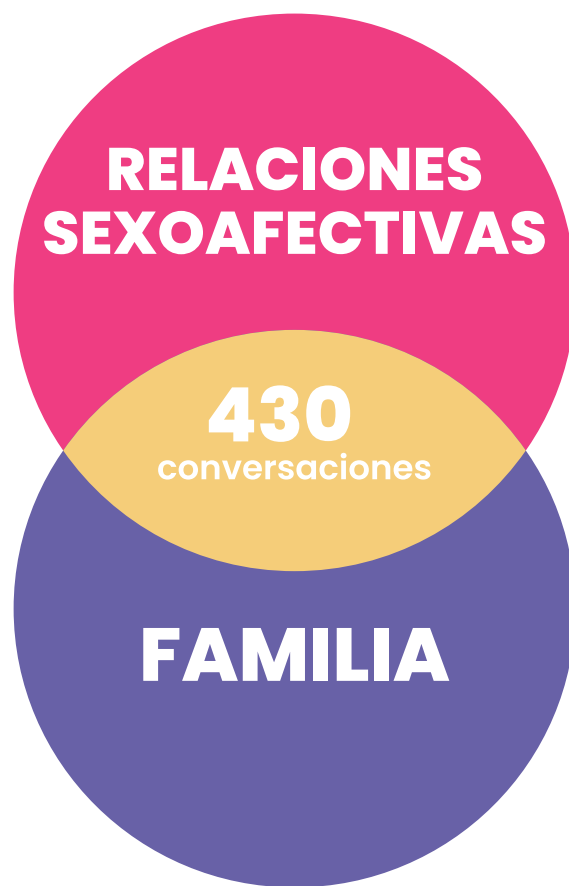 RELACIONES
SEXOAFECTIVAS
430
conversaciones
FAMILIA